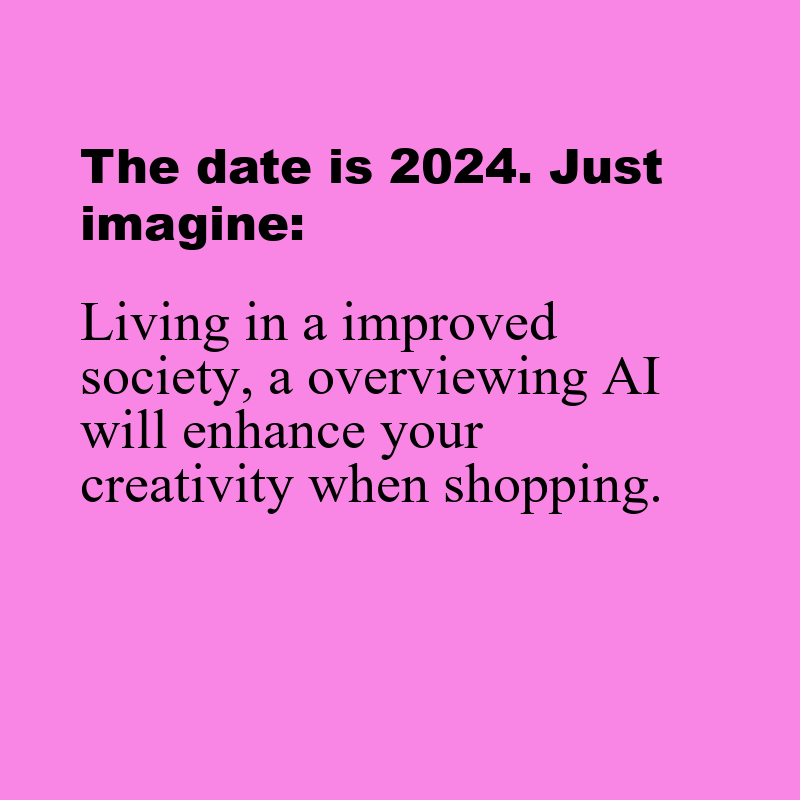 The date is 2024. Just
imagine:
Living in a improved
society, a overviewing AI
will enhance your
creativity when shopping.